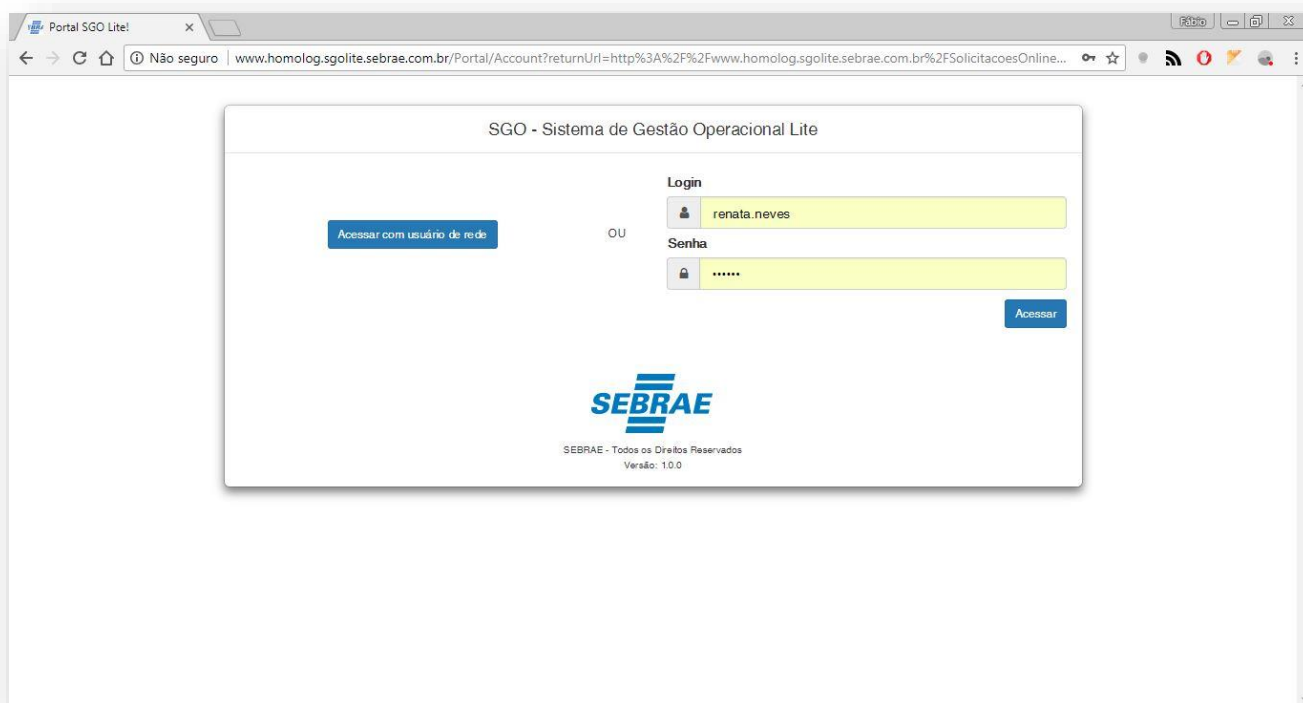 Portal SGO Lite!
Fábio
Não seguro | www.homolog.sgolite.sebrae.com.br/Portal/Account?returnUrl=http%3A%2F%2Fwww.homolog.sgolite.sebrae.com.br%2FSolicitacoesOnline...
SGO - Sistema de Gestão Operacional Lite
Login
renata.neves
Acessar com usuário de rede
OU
Senha
••••••
Acessar
SEBRAE
SEBRAE - Todos os Direitos Reservados
Versão: 1.0.0